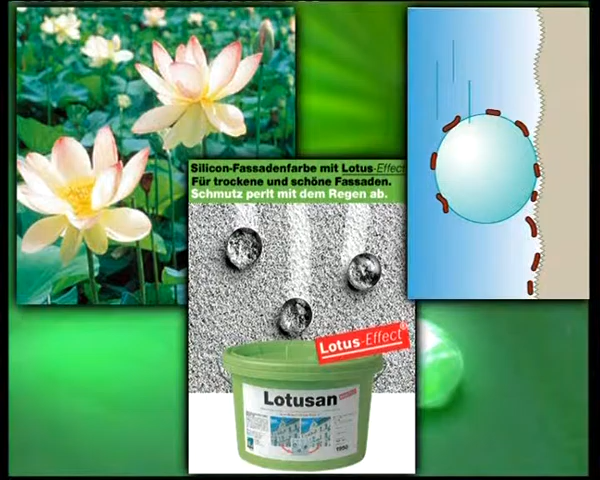 Silicon-Fassadenfarbe mit Lotus-Effect
Für trockene und schöne Fassaden.
Schmutz perlt mit dem Regen ab.
Lotus-Effect®
Lotusan